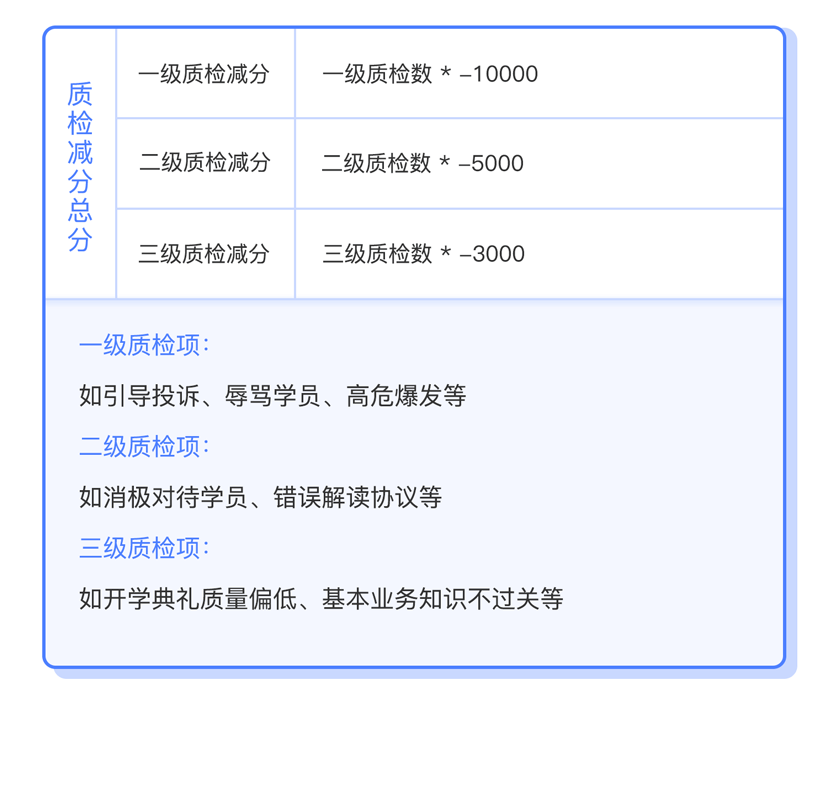 质检减分总分
一级质检减分 一级质检数 * -10000
二级质检减分 二级质检数 * -5000
三级质检减分 三级质检数 * -3000
一级质检项：
如引导投诉、辱骂学员、高危爆发等
二级质检项：
如消极对待学员、错误解读协议等
三级质检项：
如开学典礼质量偏低、基本业务知识不过关等